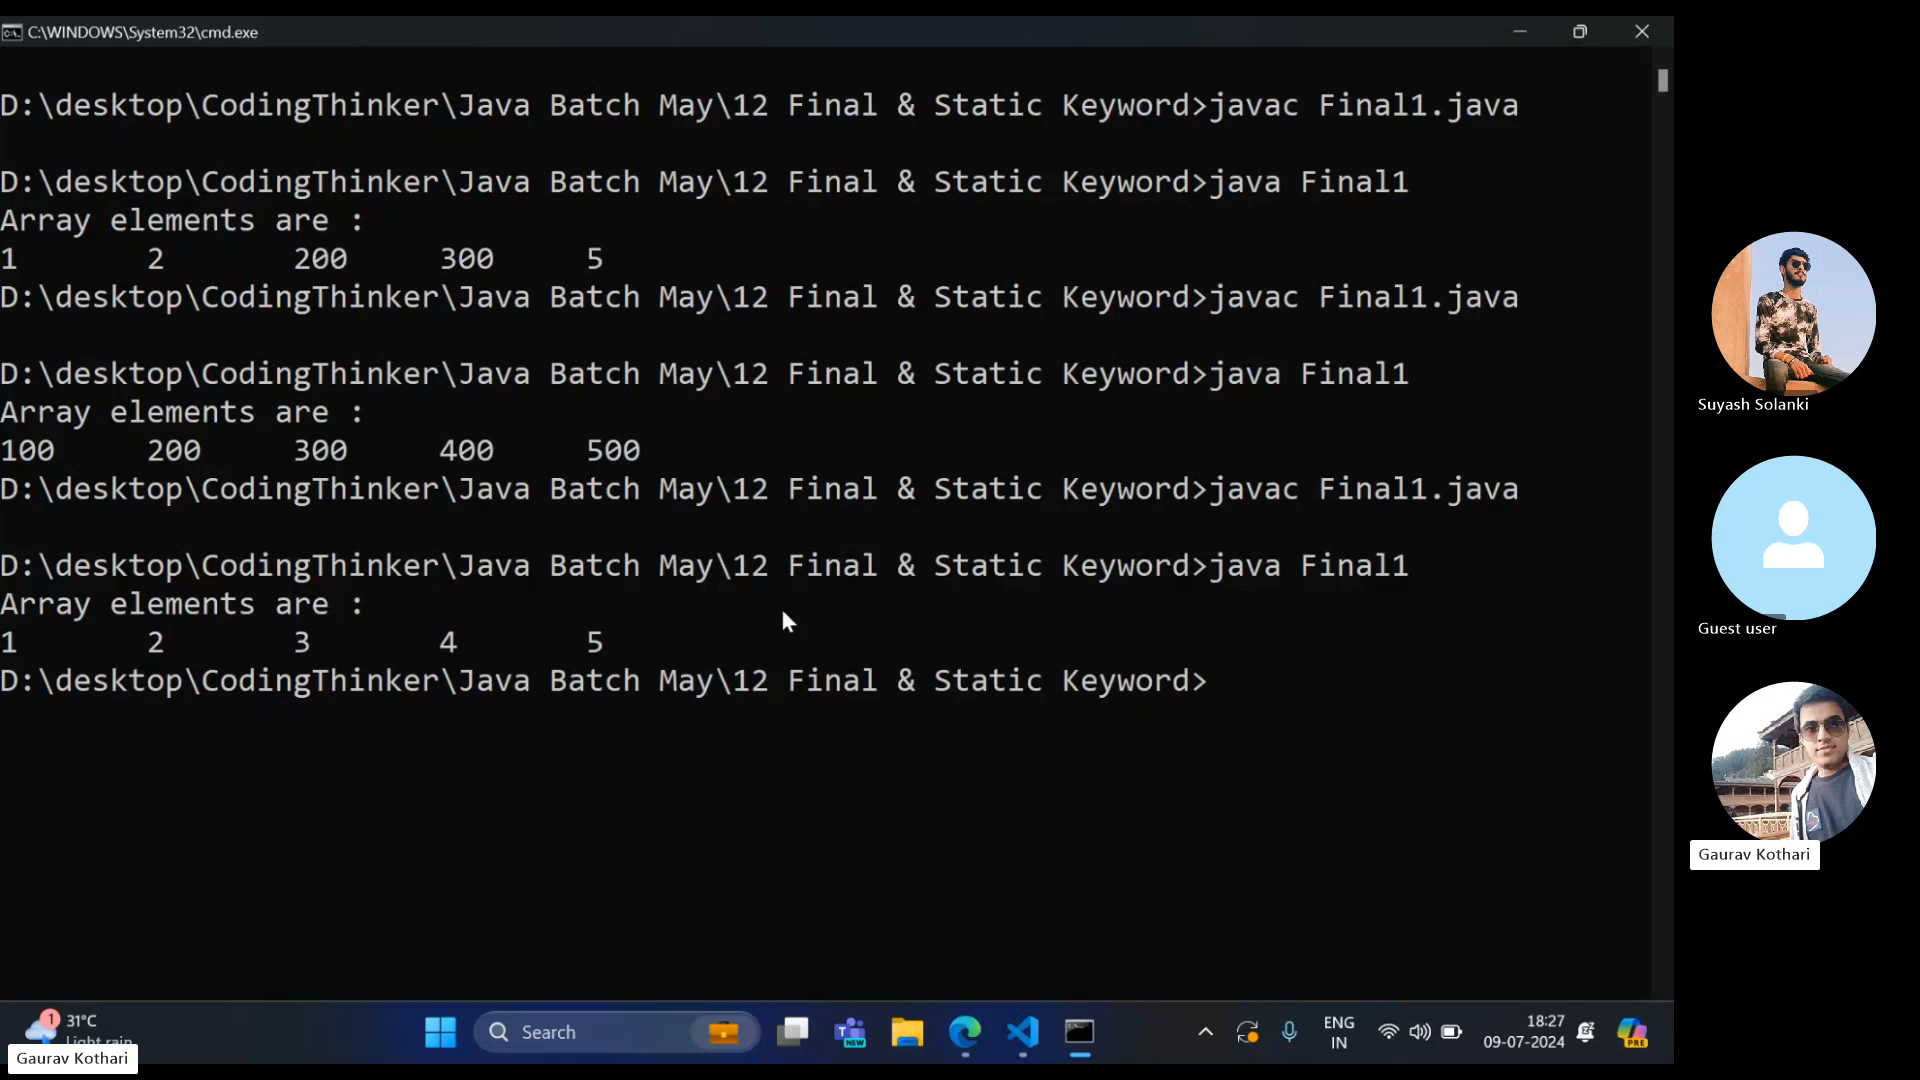 C:\WINDOWS\System32\cmd.exe
D:\desktop\CodingThinker\Java Batch May\12 Final & Static Keyword>javac Final1.java
D:\desktop\CodingThinker\Java Batch May\12 Final & Static Keyword>java Final1
Array elements are :
1 2 200 300 5
D:\desktop\CodingThinker\Java Batch May\12 Final & Static Keyword>javac Final1.java
D:\desktop\CodingThinker\Java Batch May\12 Final & Static Keyword>java Final1
Array elements are :
100 200 300 400 500
D:\desktop\CodingThinker\Java Batch May\12 Final & Static Keyword>javac Final1.java
D:\desktop\CodingThinker\Java Batch May\12 Final & Static Keyword>java Final1
Array elements are :
1 2 3 4 5
D:\desktop\CodingThinker\Java Batch May\12 Final & Static Keyword>
Suyash Solanki
Guest user
Gaurav Kothari
1
31°C
Light rain
Gaurav Kothari
Search
NEW
ENG
IN
18:27
09-07-2024
PRE